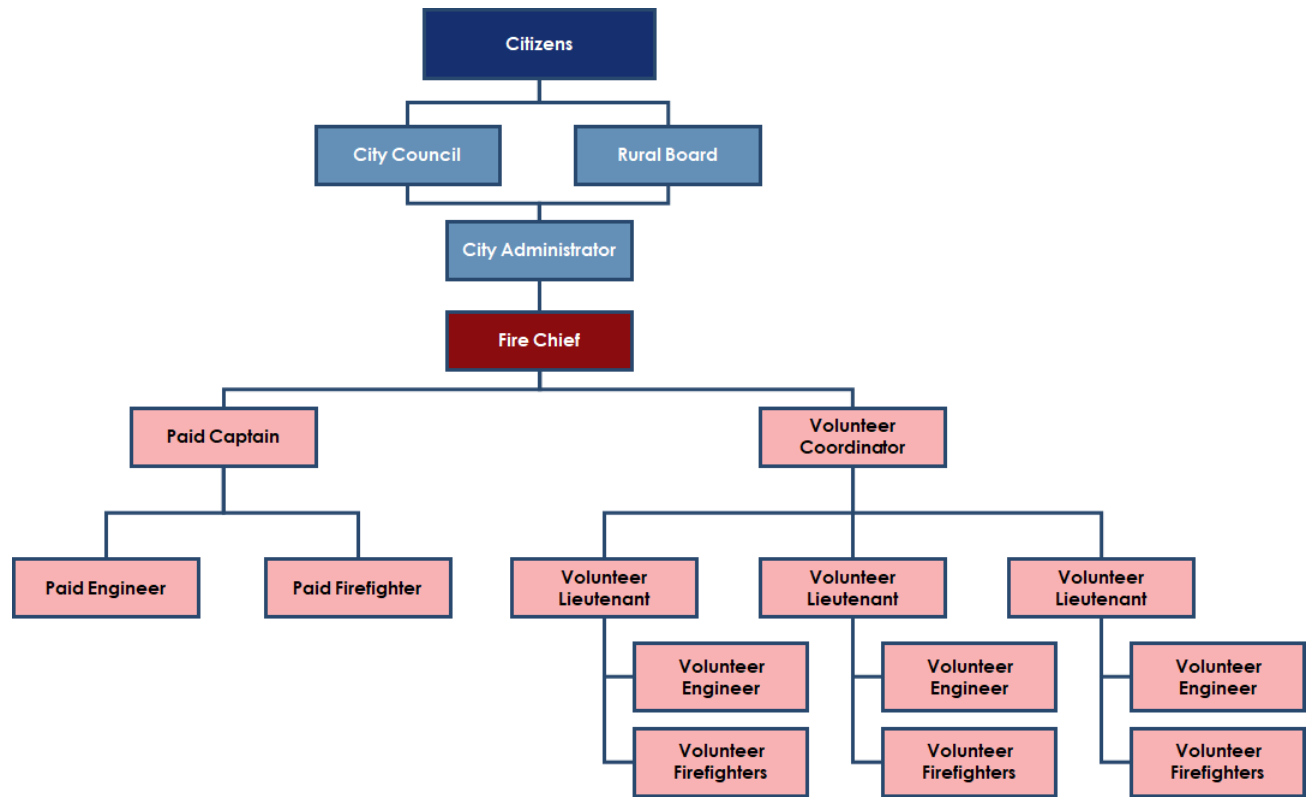 Citizens
City Council
Rural Board
City Administrator
Fire Chief
Paid Captain
Volunteer
Coordinator
Paid Engineer
Paid Firefighter
Volunteer
Lieutenant
Volunteer
Lieutenant
Volunteer
Lieutenant
Volunteer
Engineer
Volunteer
Engineer
Volunteer
Engineer
Volunteer
Firefighters
Volunteer
Firefighters
Volunteer
Firefighters